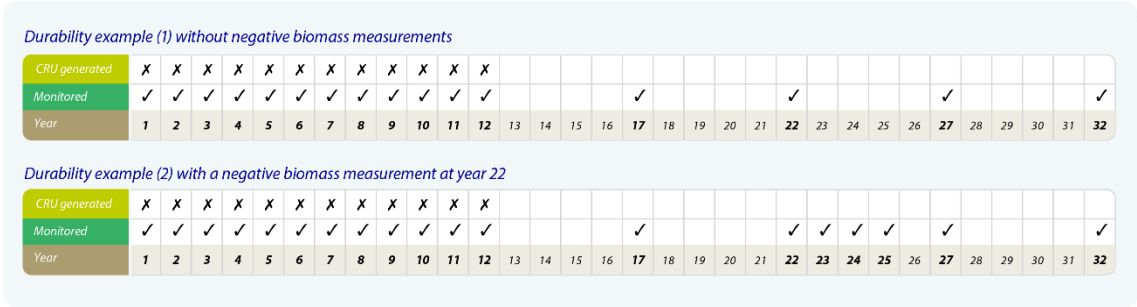 Durability example (1) without negative biomass measurements
CRU generated ✗ ✗ ✗ ✗ ✗ ✗ ✗ ✗ ✗ ✗ ✗ ✗
Monitored ✓ ✓ ✓ ✓ ✓ ✓ ✓ ✓ ✓ ✓ ✓ ✓ ✓ ✓ ✓ ✓
Year 1 2 3 4 5 6 7 8 9 10 11 12 13 14 15 16 17 18 19 20 21 22 23 24 25 26 27 28 29 30 31 32
Durability example (2) with a negative biomass measurement at year 22
CRU generated ✗ ✗ ✗ ✗ ✗ ✗ ✗ ✗ ✗ ✗ ✗ ✗
Monitored ✓ ✓ ✓ ✓ ✓ ✓ ✓ ✓ ✓ ✓ ✓ ✓ ✓ ✓ ✓ ✓ ✓ ✓ ✓
Year 1 2 3 4 5 6 7 8 9 10 11 12 13 14 15 16 17 18 19 20 21 22 23 24 25 26 27 28 29 30 31 32